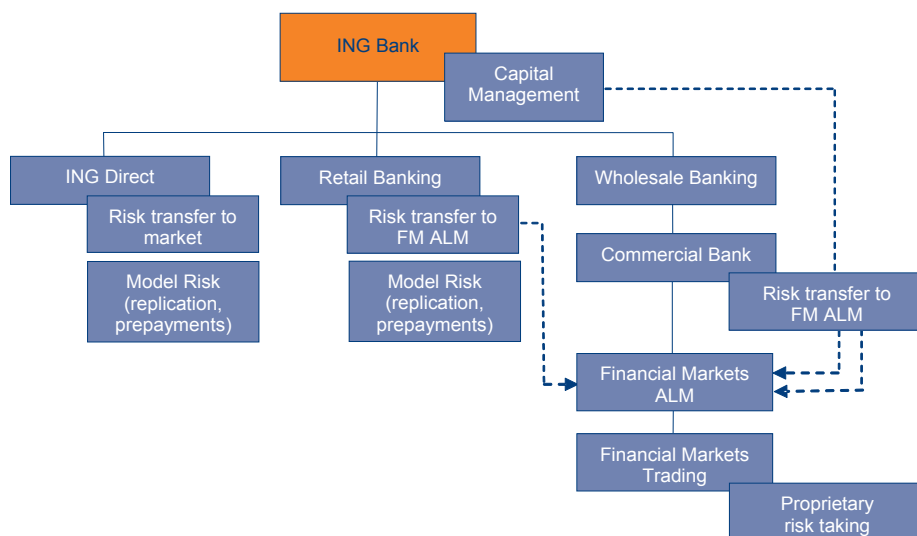 ING Bank
Capital
Management
ING Direct
Retail Banking
Wholesale Banking
Risk transfer to
market
Risk transfer to
FM ALM
Commercial Bank
Model Risk
(replication,
prepayments)
Model Risk
(replication,
prepayments)
Risk transfer to
FM ALM
Financial Markets
ALM
Financial Markets
Trading
Proprietary
risk taking